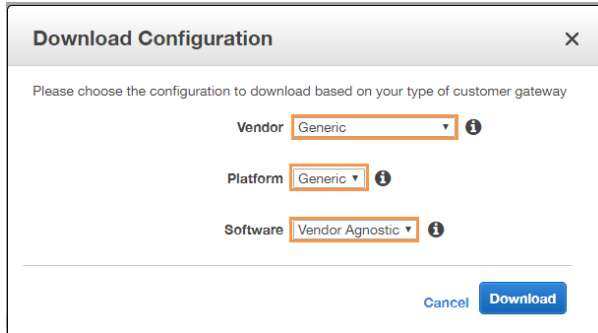 Download Configuration
Please choose the configuration to download based on your type of customer gateway
Vendor Generic
Platform Generic
Software Vendor Agnostic
Cancel Download